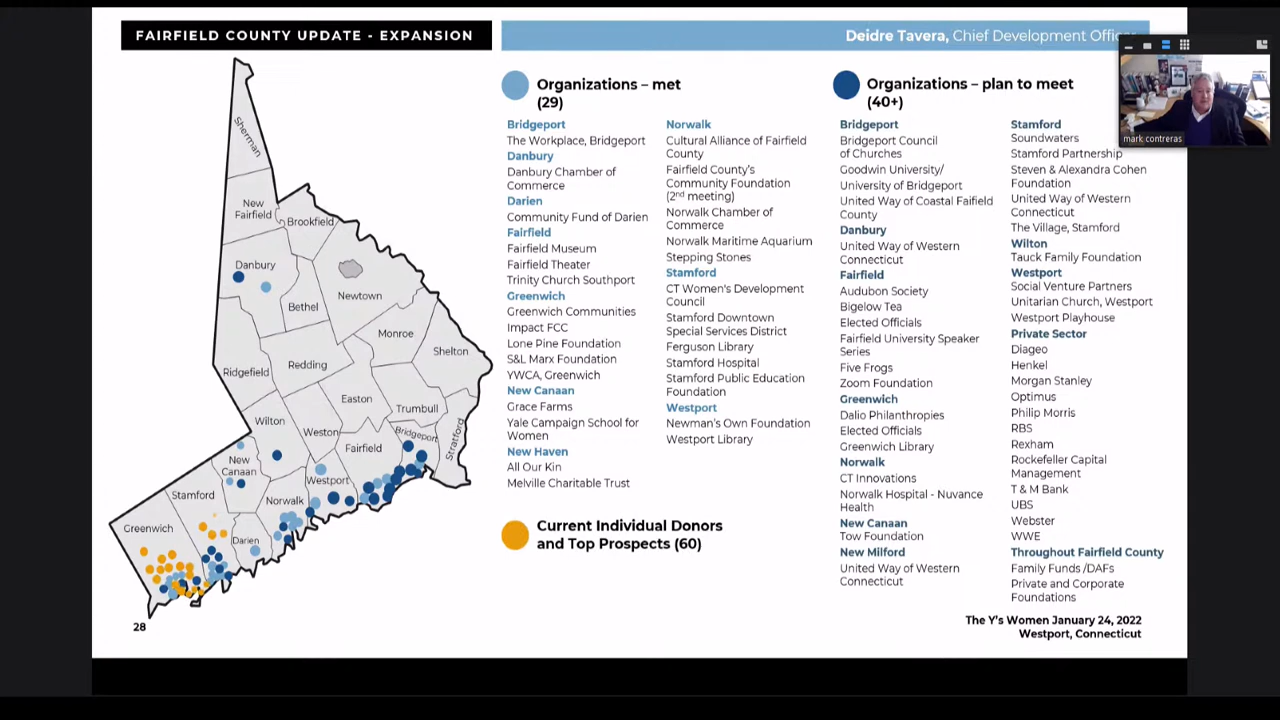 FAIRFIELD COUNTY UPDATE - EXPANSION
Deidre Tavera, Chief Development
mark contreras
Sherman
New
Fairfield
Brookfield
Danbury
Bethel
Newtown
Monroe
Shelton
Redding
Ridgefield
Easton
Trumbull
Wilton
Weston
Fairfield
Bridgeport
Stratford
New
Canaan
Westport
Stamford
Norwalk
Greenwich
Darien
28
Organizations – met
(29)
Bridgeport
The Workplace, Bridgeport
Danbury
Danbury Chamber of
Commerce
Darien
Community Fund of Darien
Fairfield
Fairfield Museum
Fairfield Theater
Trinity Church Southport
Greenwich
Greenwich Communities
Impact FCC
Lone Pine Foundation
S&L Marx Foundation
YWCA, Greenwich
New Canaan
Grace Farms
Yale Campaign School for
Women
New Haven
All Our Kin
Melville Charitable Trust
Norwalk
Cultural Alliance of Fairfield
County
Fairfield County's
Community Foundation
(2nd meeting)
Norwalk Chamber of
Commerce
Norwalk Maritime Aquarium
Stepping Stones
Stamford
CT Women's Development
Council
Stamford Downtown
Special Services District
Ferguson Library
Stamford Hospital
Stamford Public Education
Foundation
Westport
Newman's Own Foundation
Westport Library
Current Individual Donors
and Top Prospects (60)
Organizations – plan to meet
(40+)
Bridgeport
Bridgeport Council
of Churches
Goodwin University/
University of Bridgeport
United Way of Coastal Faifield
County
Danbury
United Way of Western
Connecticut
Fairfield
Audubon Society
Bigelow Tea
Elected Officials
Fairfield University Speaker
Series
Five Frogs
Zoom Foundation
Greenwich
Dalio Philanthropies
Elected Officials
Greenwich Library
Norwalk
CT Innovations
Norwalk Hospital - Nuvance
Health
New Canaan
Tow Foundation
New Milford
United Way of Western
Connecticut
Stamford
Soundwaters
Stamford Partnership
Steven & Alexandra Cohen
Foundation
United Way of Western
Connecticut
The Village, Stamford
Wilton
Tauck Family Foundation
Westport
Social Venture Partners
Unitarian Church, Westport
Westport Playhouse
Private Sector
Diageo
Henkel
Morgan Stanley
Optimus
Philip Morris
RBS
Rexham
Rockefeller Capital
Management
T & M Bank
UBS
Webster
WWE
Throughout Fairfield County
Family Funds /DAFs
Private and Corporate
Foundations
The Y's Women January 24, 2022
Westport, Connecticut